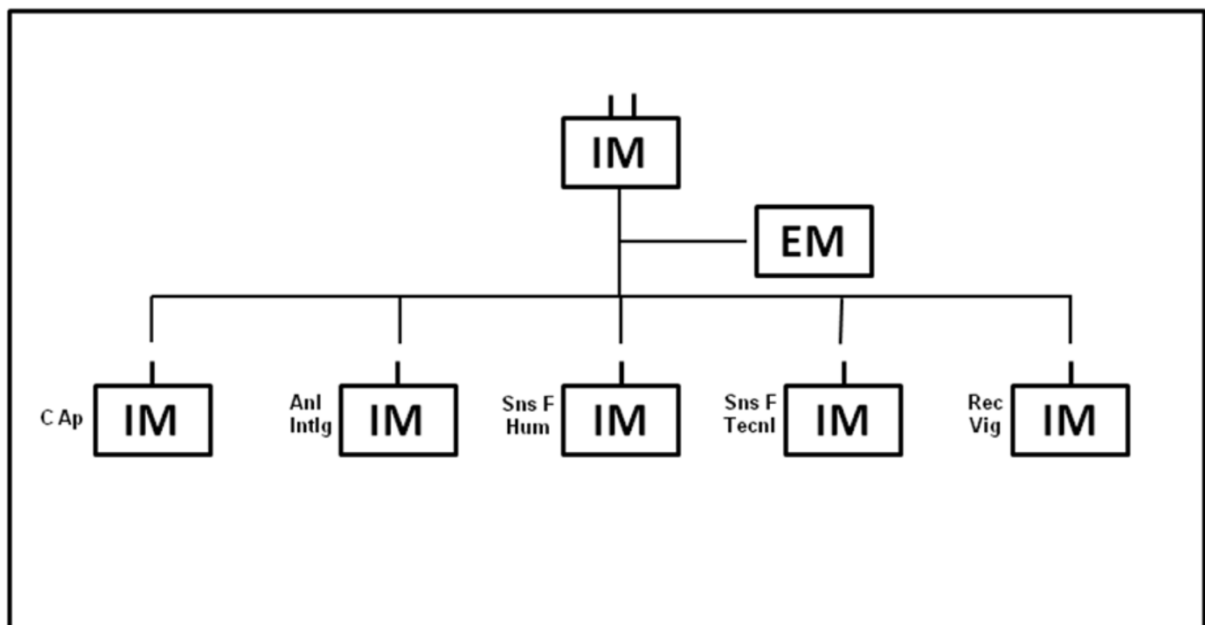 IM
EM
C Ap
IM
Anl
Intlg
IM
Sns F
Hum
IM
Sns F
Tecnl
IM
Rec
Vig
IM